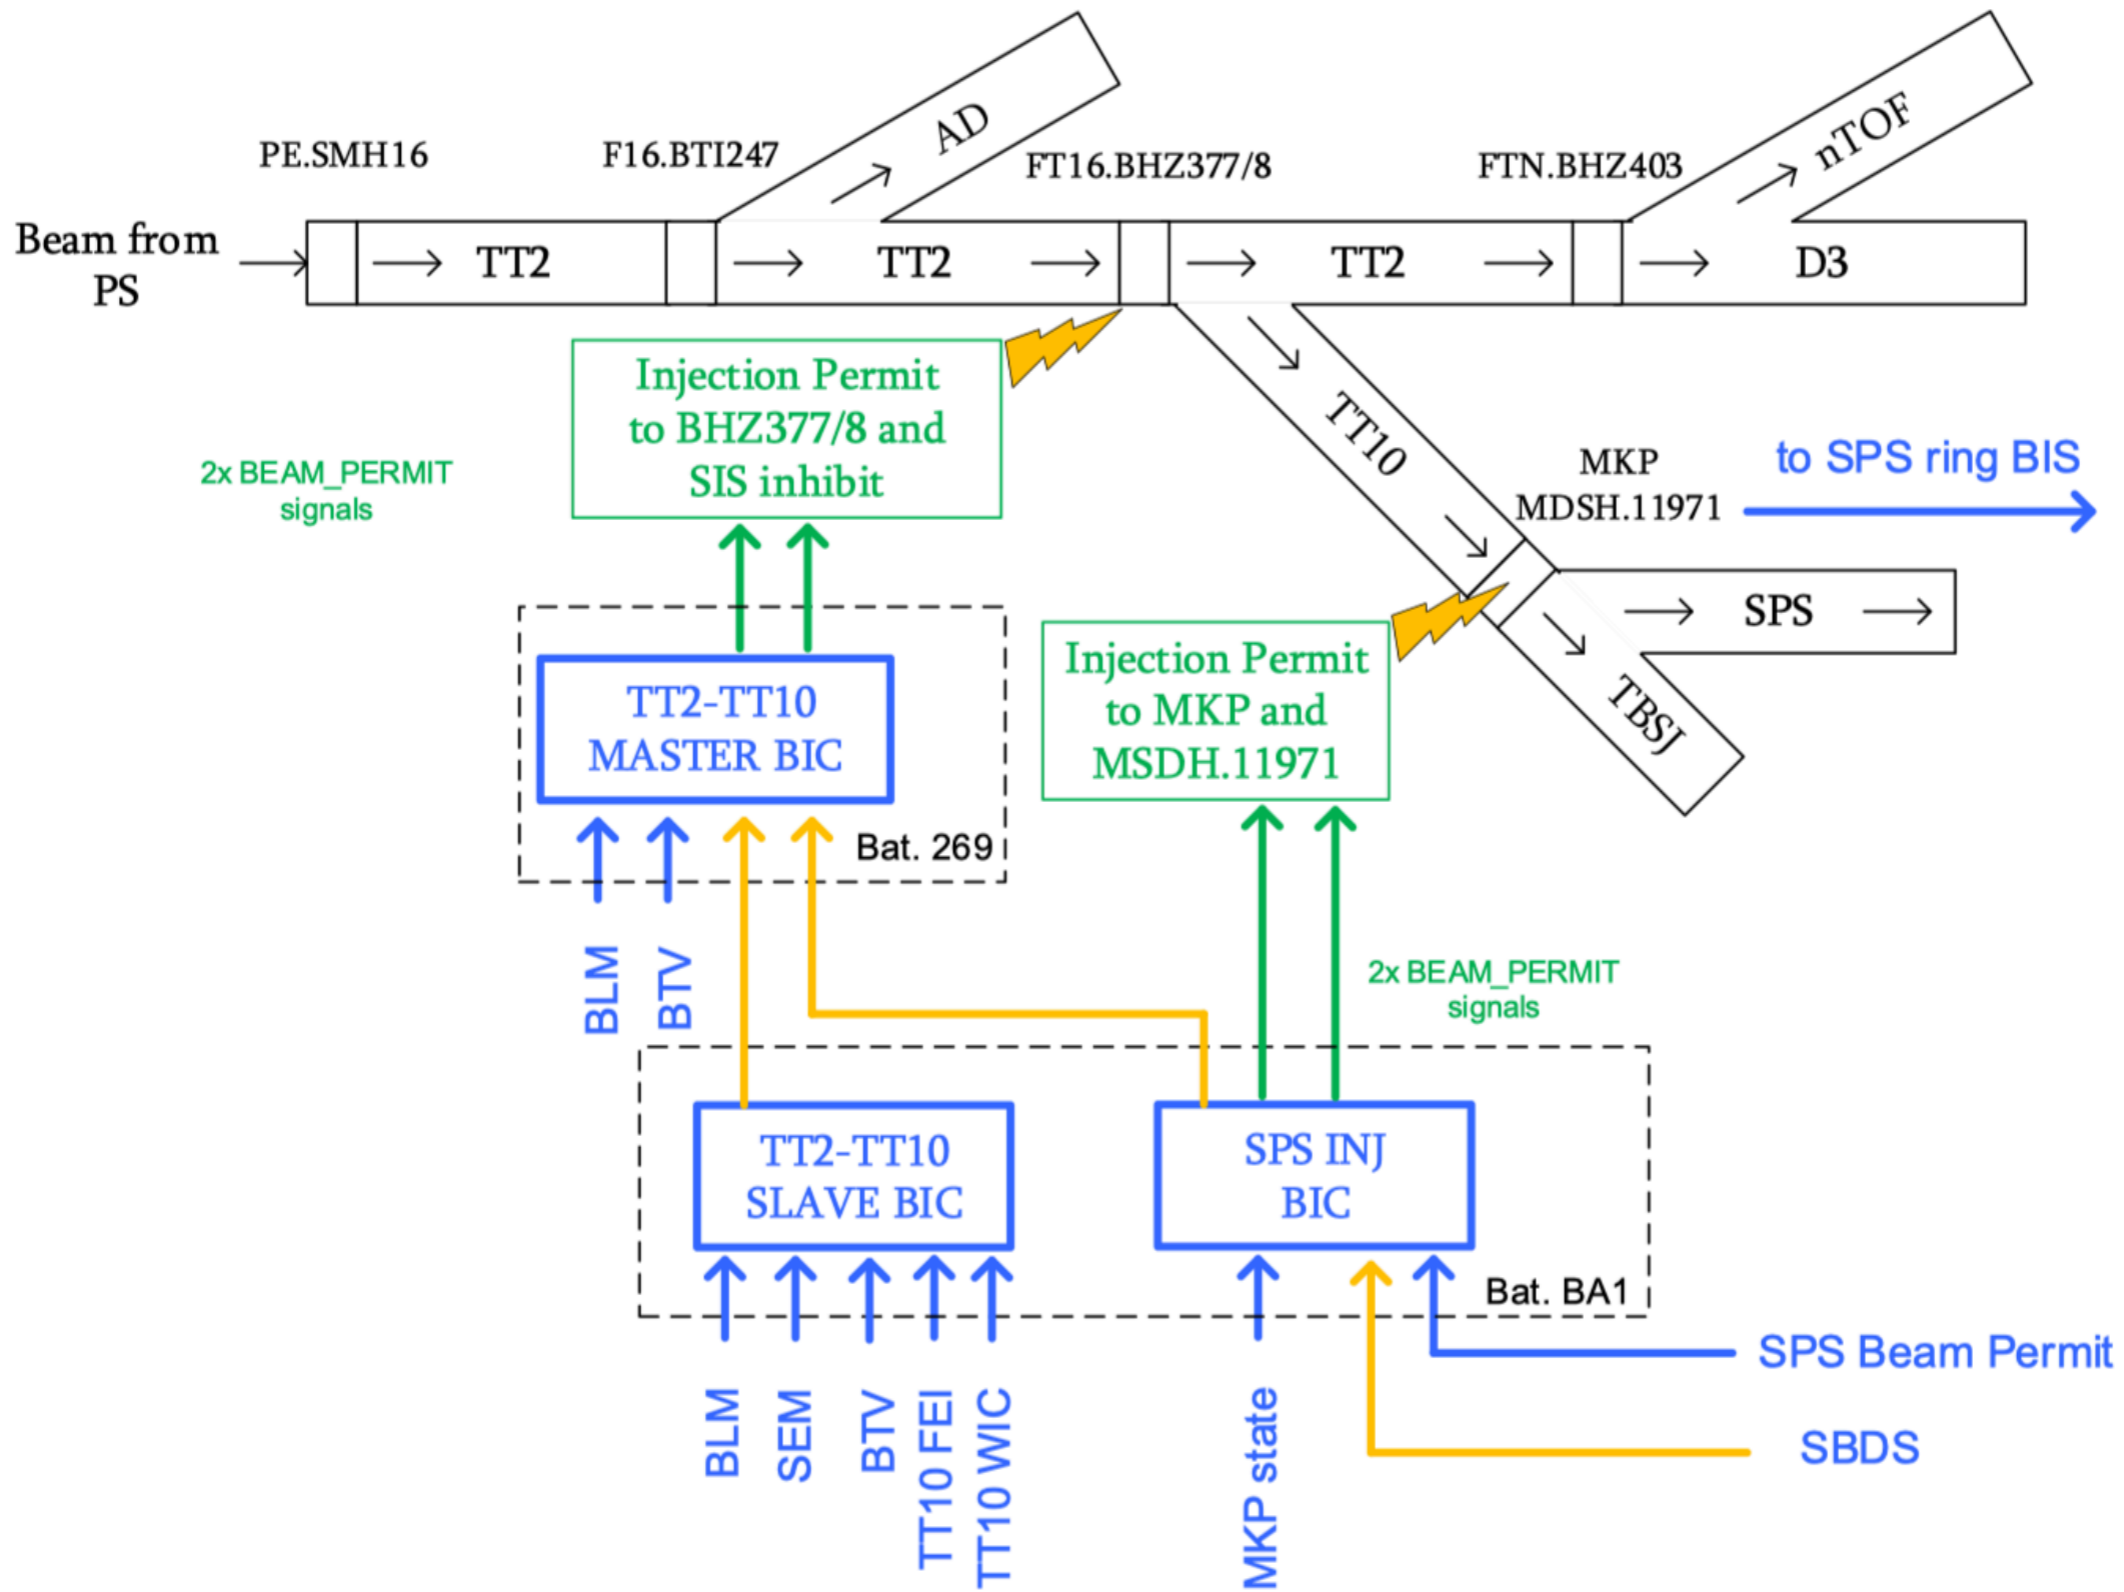 AD
nTOF
PE.SMH16
F16.BTI247
FT16.BHZ377/8
FTN.BHZ403
Beam from
PS
TT2
TT2
TT2
D3
Injection Permit
to BHZ377/8 and
SIS inhibit
2x BEAM_PERMIT
signals
TT10
MKP
MDSH.11971
to SPS ring BIS
SPS
TBSJ
Injection Permit
to MKP and
MSDH.11971
TT2-TT10
MASTER BIC
Bat. 269
BLM
BTV
2x BEAM_PERMIT
signals
TT2-TT10
SLAVE BIC
SPS INJ
BIC
Bat. BA1
SPS Beam Permit
SBDS
BLM
SEM
BTV
TT10 FEI
TT10 WIC
MKP state